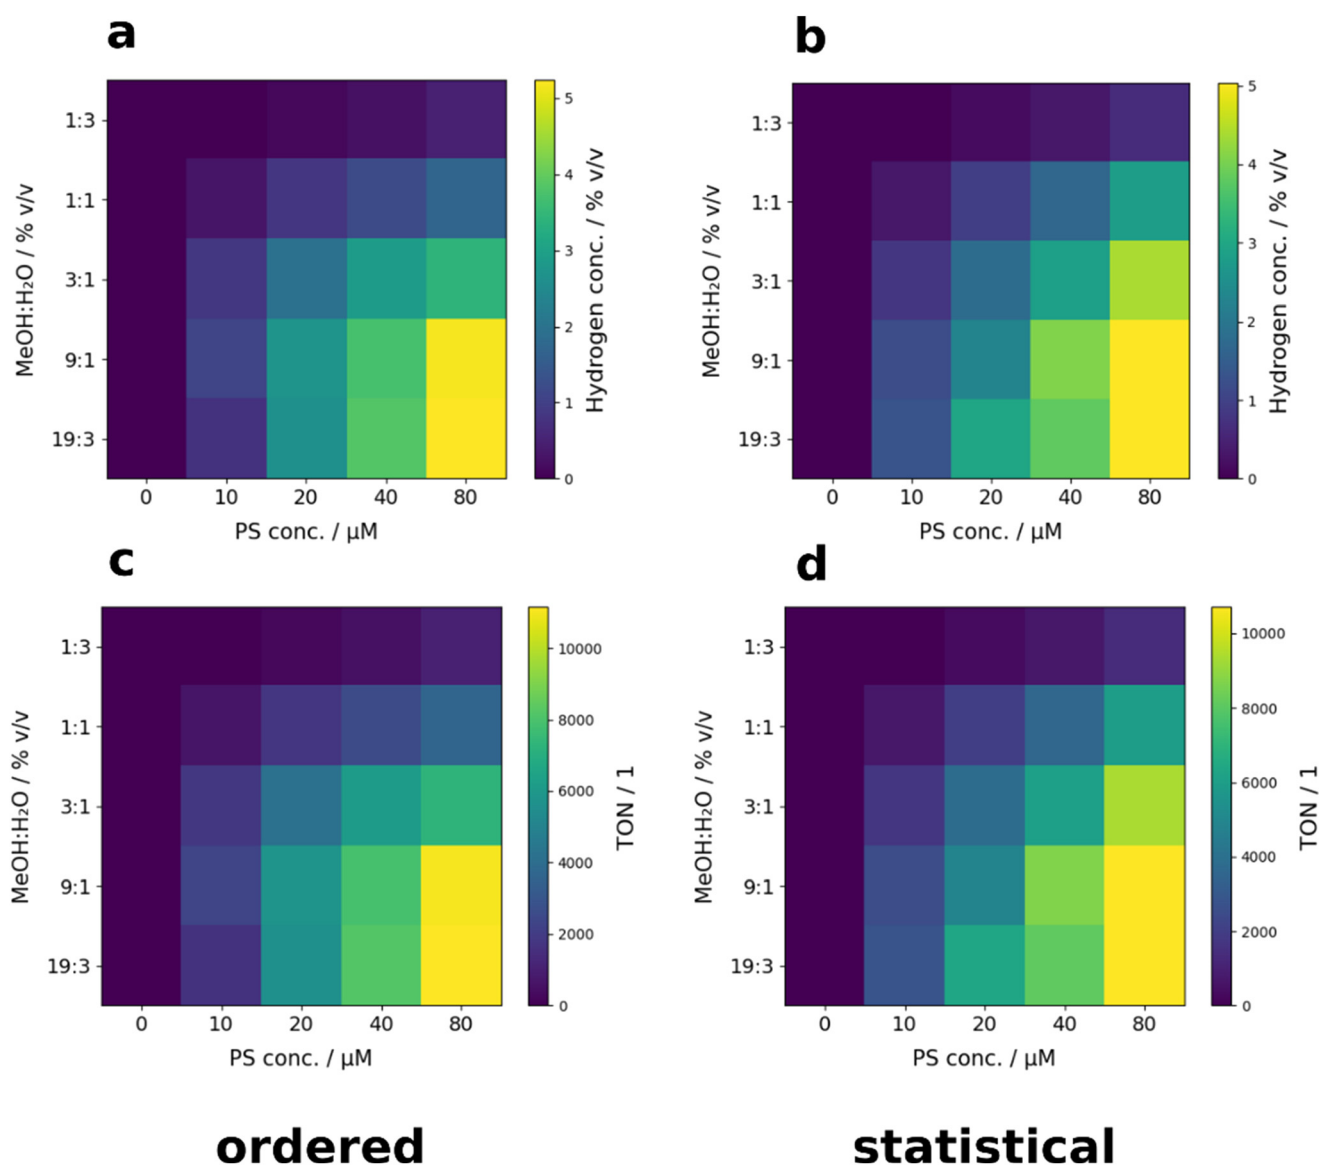 a
1:3
1:1
3:1
9:1
19:3
MeOH:H₂O / % v/v
0 10 20 40 80
PS conc. / μM
5
4
3
2
1
0
Hydrogen conc. / % v/v
b
1:3
1:1
3:1
9:1
19:3
MeOH:H₂O / % v/v
0 10 20 40 80
PS conc. / μM
5
4
3
2
1
0
Hydrogen conc. / % v/v
c
1:3
1:1
3:1
9:1
19:3
MeOH:H₂O / % v/v
0 10 20 40 80
PS conc. / μM
10000
8000
6000
4000
2000
0
TON / 1
d
1:3
1:1
3:1
9:1
19:3
MeOH:H₂O / % v/v
0 10 20 40 80
PS conc. / μM
10000
8000
6000
4000
2000
0
TON / 1
ordered
statistical